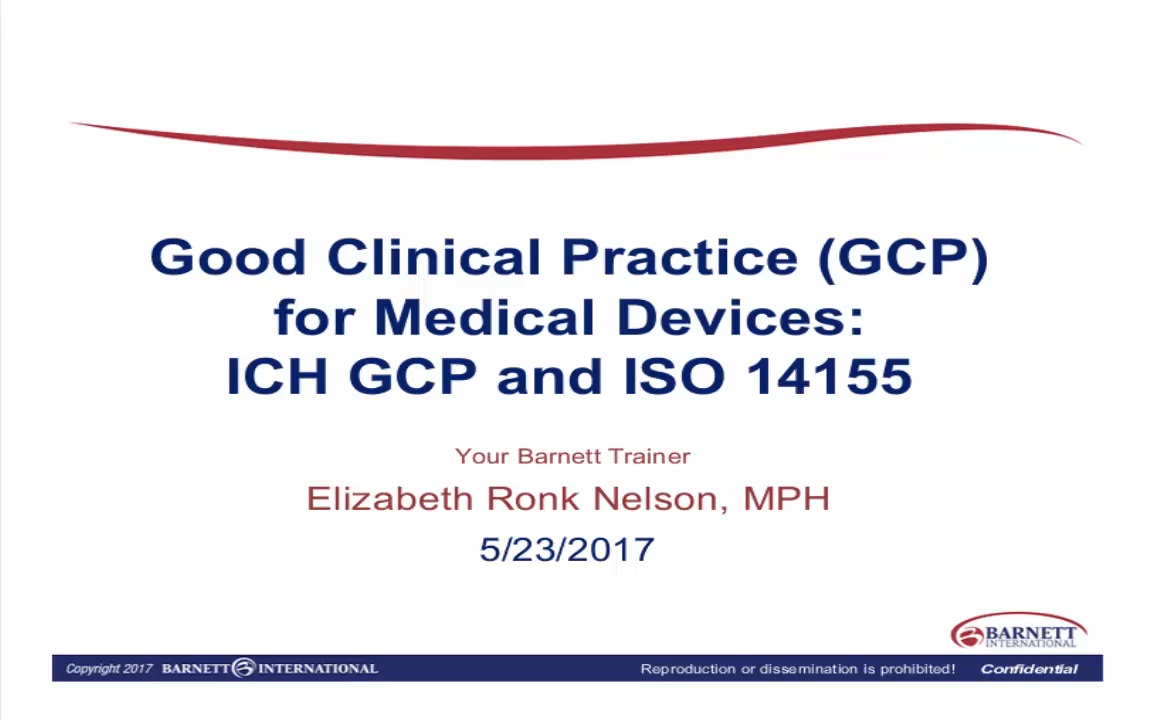 Good Clinical Practice (GCP)
for Medical Devices:
ICH GCP and ISO 14155
Your Barnett Trainer
Elizabeth Ronk Nelson, MPH
5/23/2017
BARNETT
INTERNATIONAL
Copyright 2017 BARNETT INTERNATIONAL Reproduction or dissemination is prohibited! Confidential